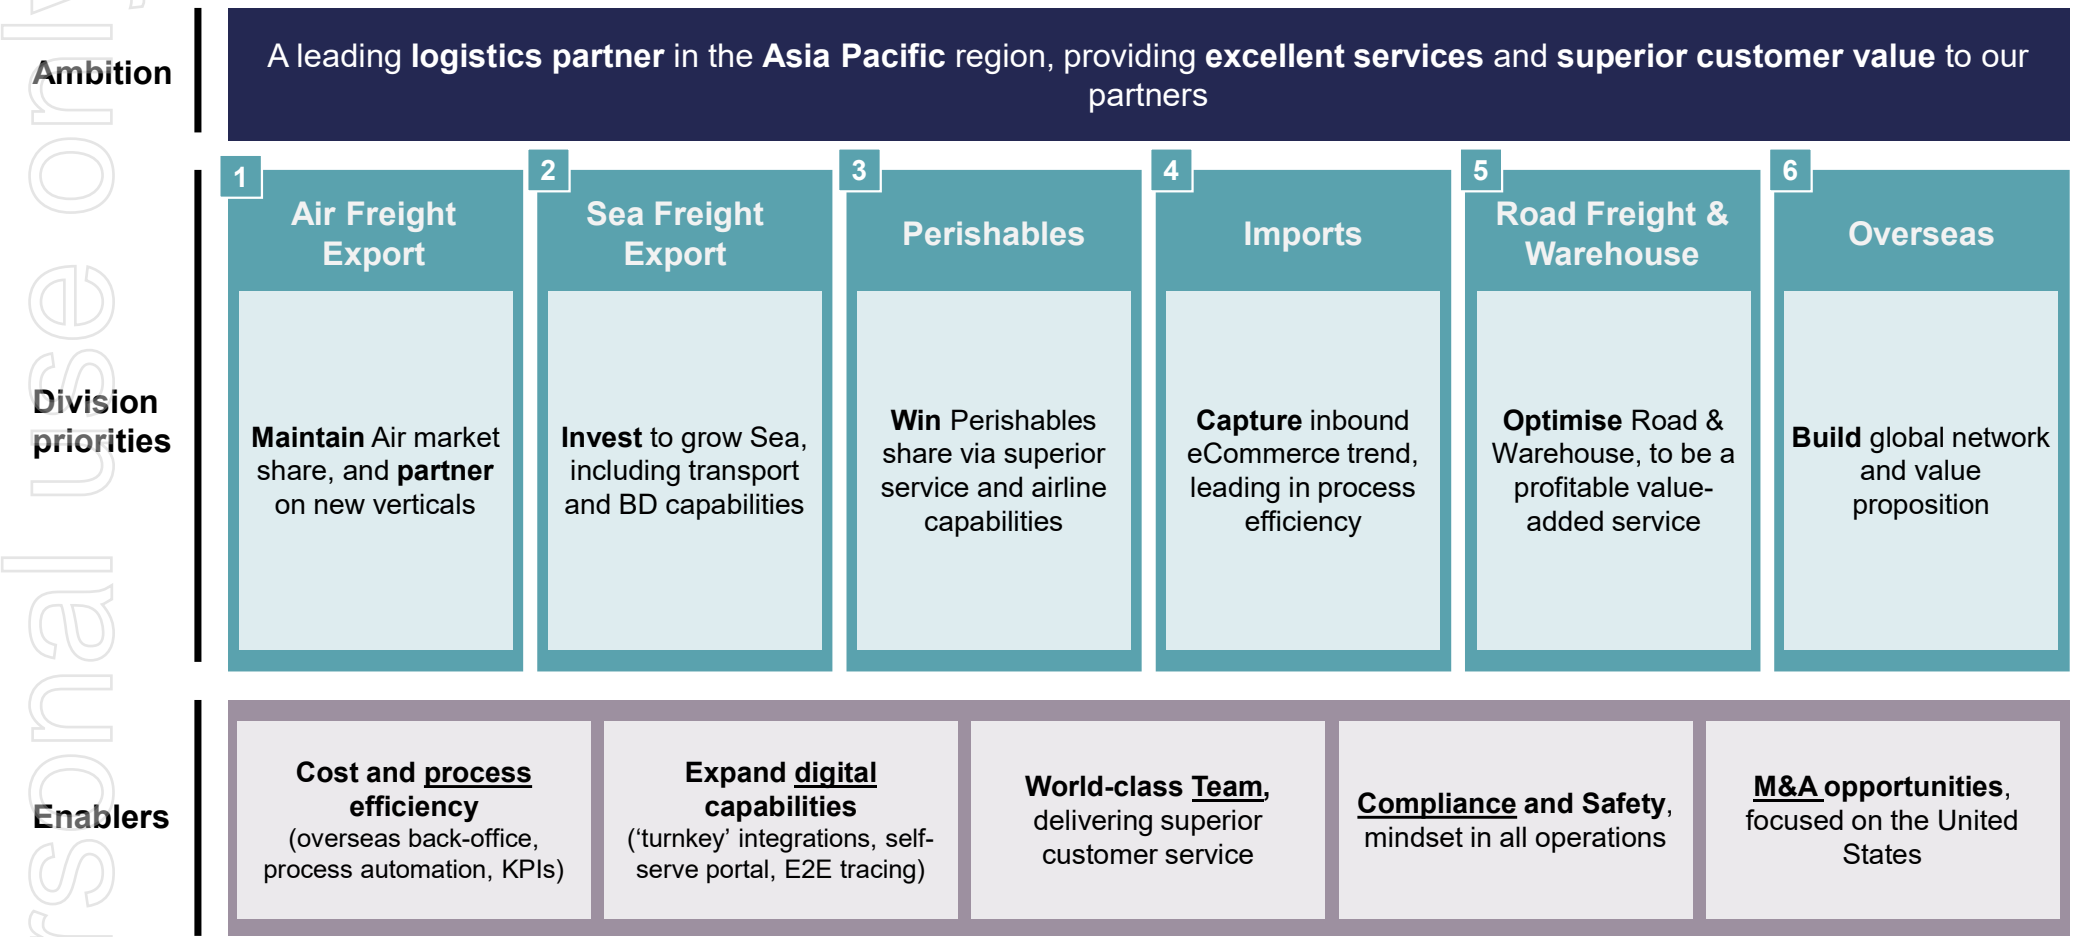 Ambition
A leading logistics partner in the Asia Pacific region, providing excellent services and superior customer value to our
partners
Division
priorities
1
Air Freight
Export
Maintain Air market
share, and partner
on new verticals
2
Sea Freight
Export
Invest to grow Sea,
including transport
and BD capabilities
3
Perishables
Win Perishables
share via superior
service and airline
capabilities
4
Imports
Capture inbound
eCommerce trend,
leading in process
efficiency
5
Road Freight &
Warehouse
Optimise Road &
Warehouse, to be a
profitable value-
added service
6
Overseas
Build global network
and value
proposition
Enablers
Cost and process
efficiency
(overseas back-office,
process automation, KPIs)
Expand digital
capabilities
(‘turnkey’ integrations, self-
serve portal, E2E tracing)
World-class Team,
delivering superior
customer service
Compliance and Safety,
mindset in all operations
M&A opportunities,
focused on the United
States
rsonal use only